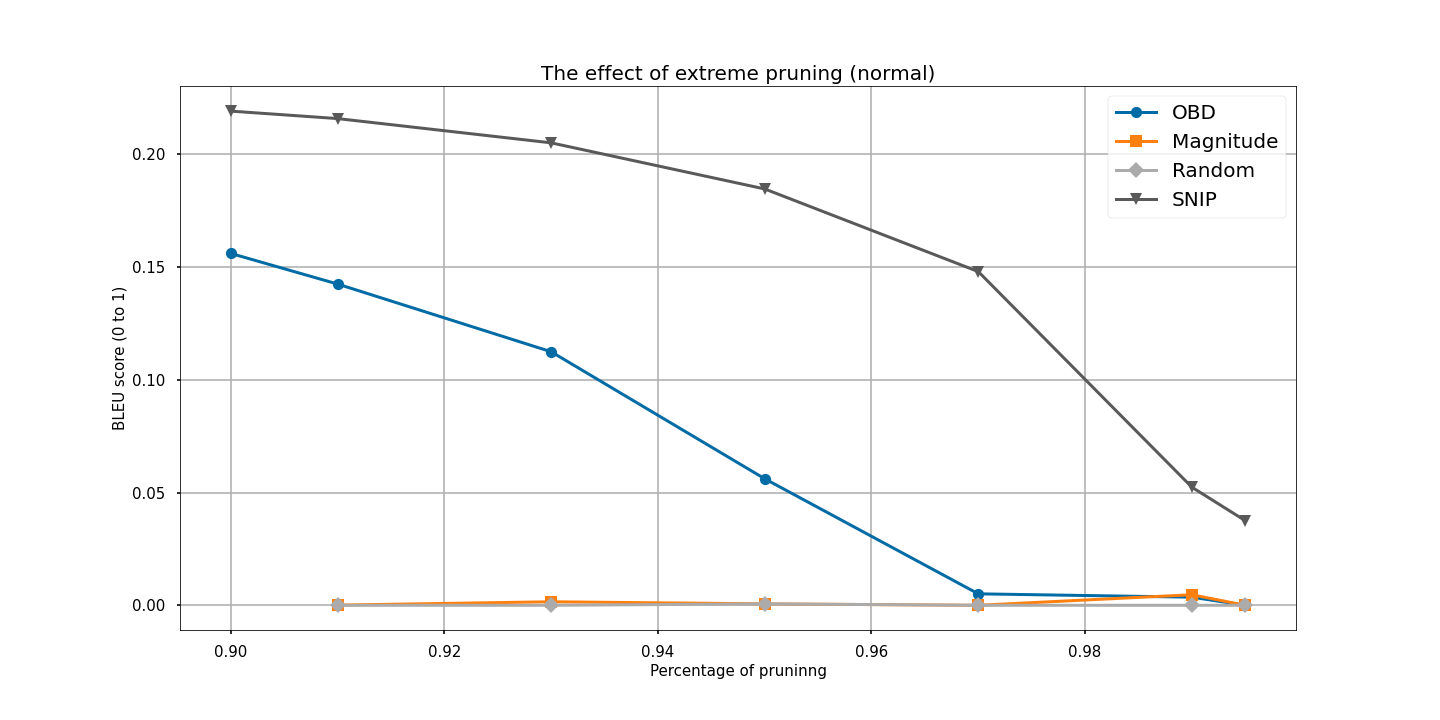 The effect of extreme pruning (normal)
OBD
Magnitude
Random
SNIP
BLEU score (0 to 1)
0.20
0.15
0.10
0.05
0.00
0.90
0.92
0.94
0.96
0.98
Percentage of pruninng